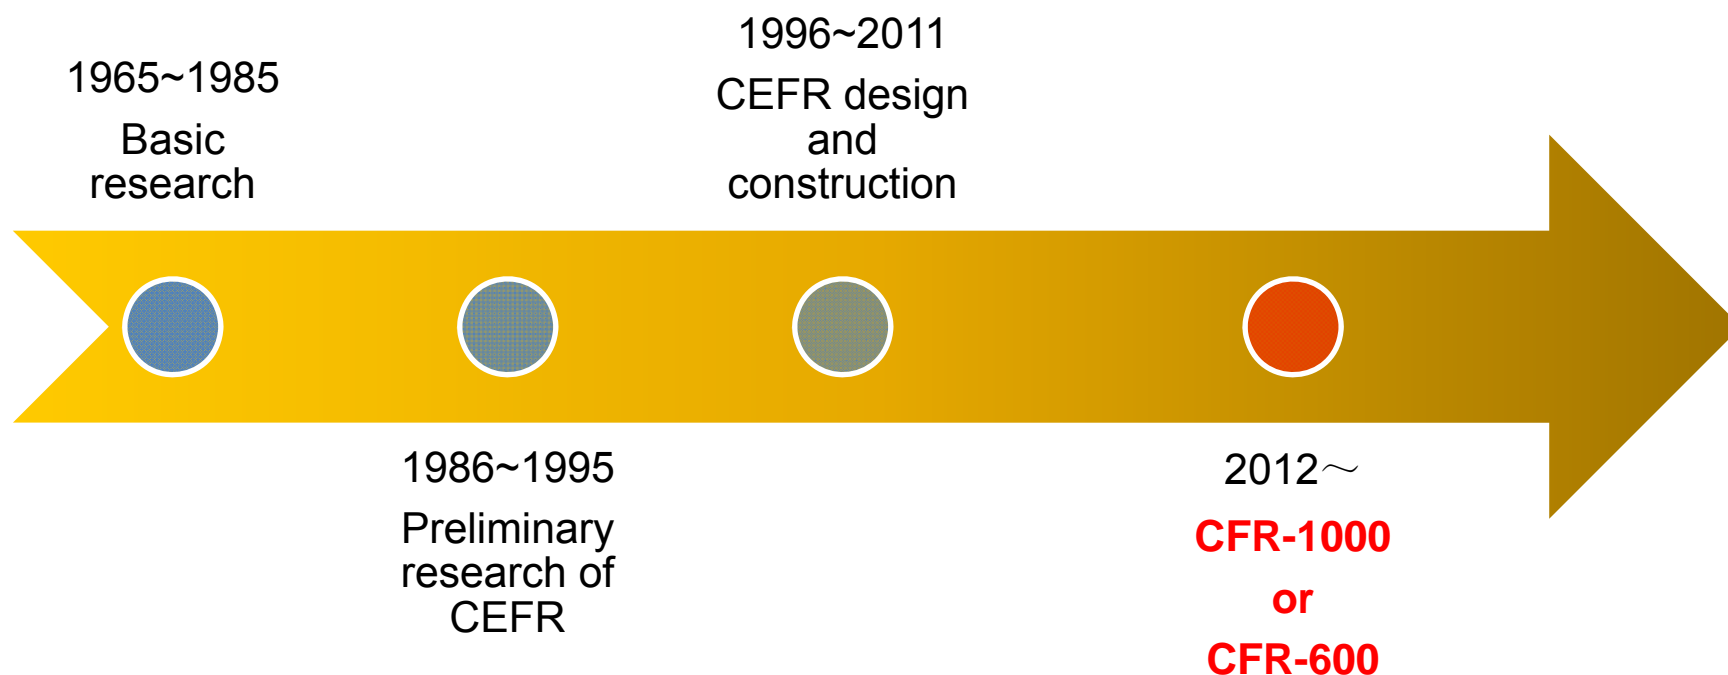 1965~1985
Basic
research
1986~1995
Preliminary
research of
CEFR
1996~2011
CEFR design
and
construction
2012～
CFR-1000
or
CFR-600